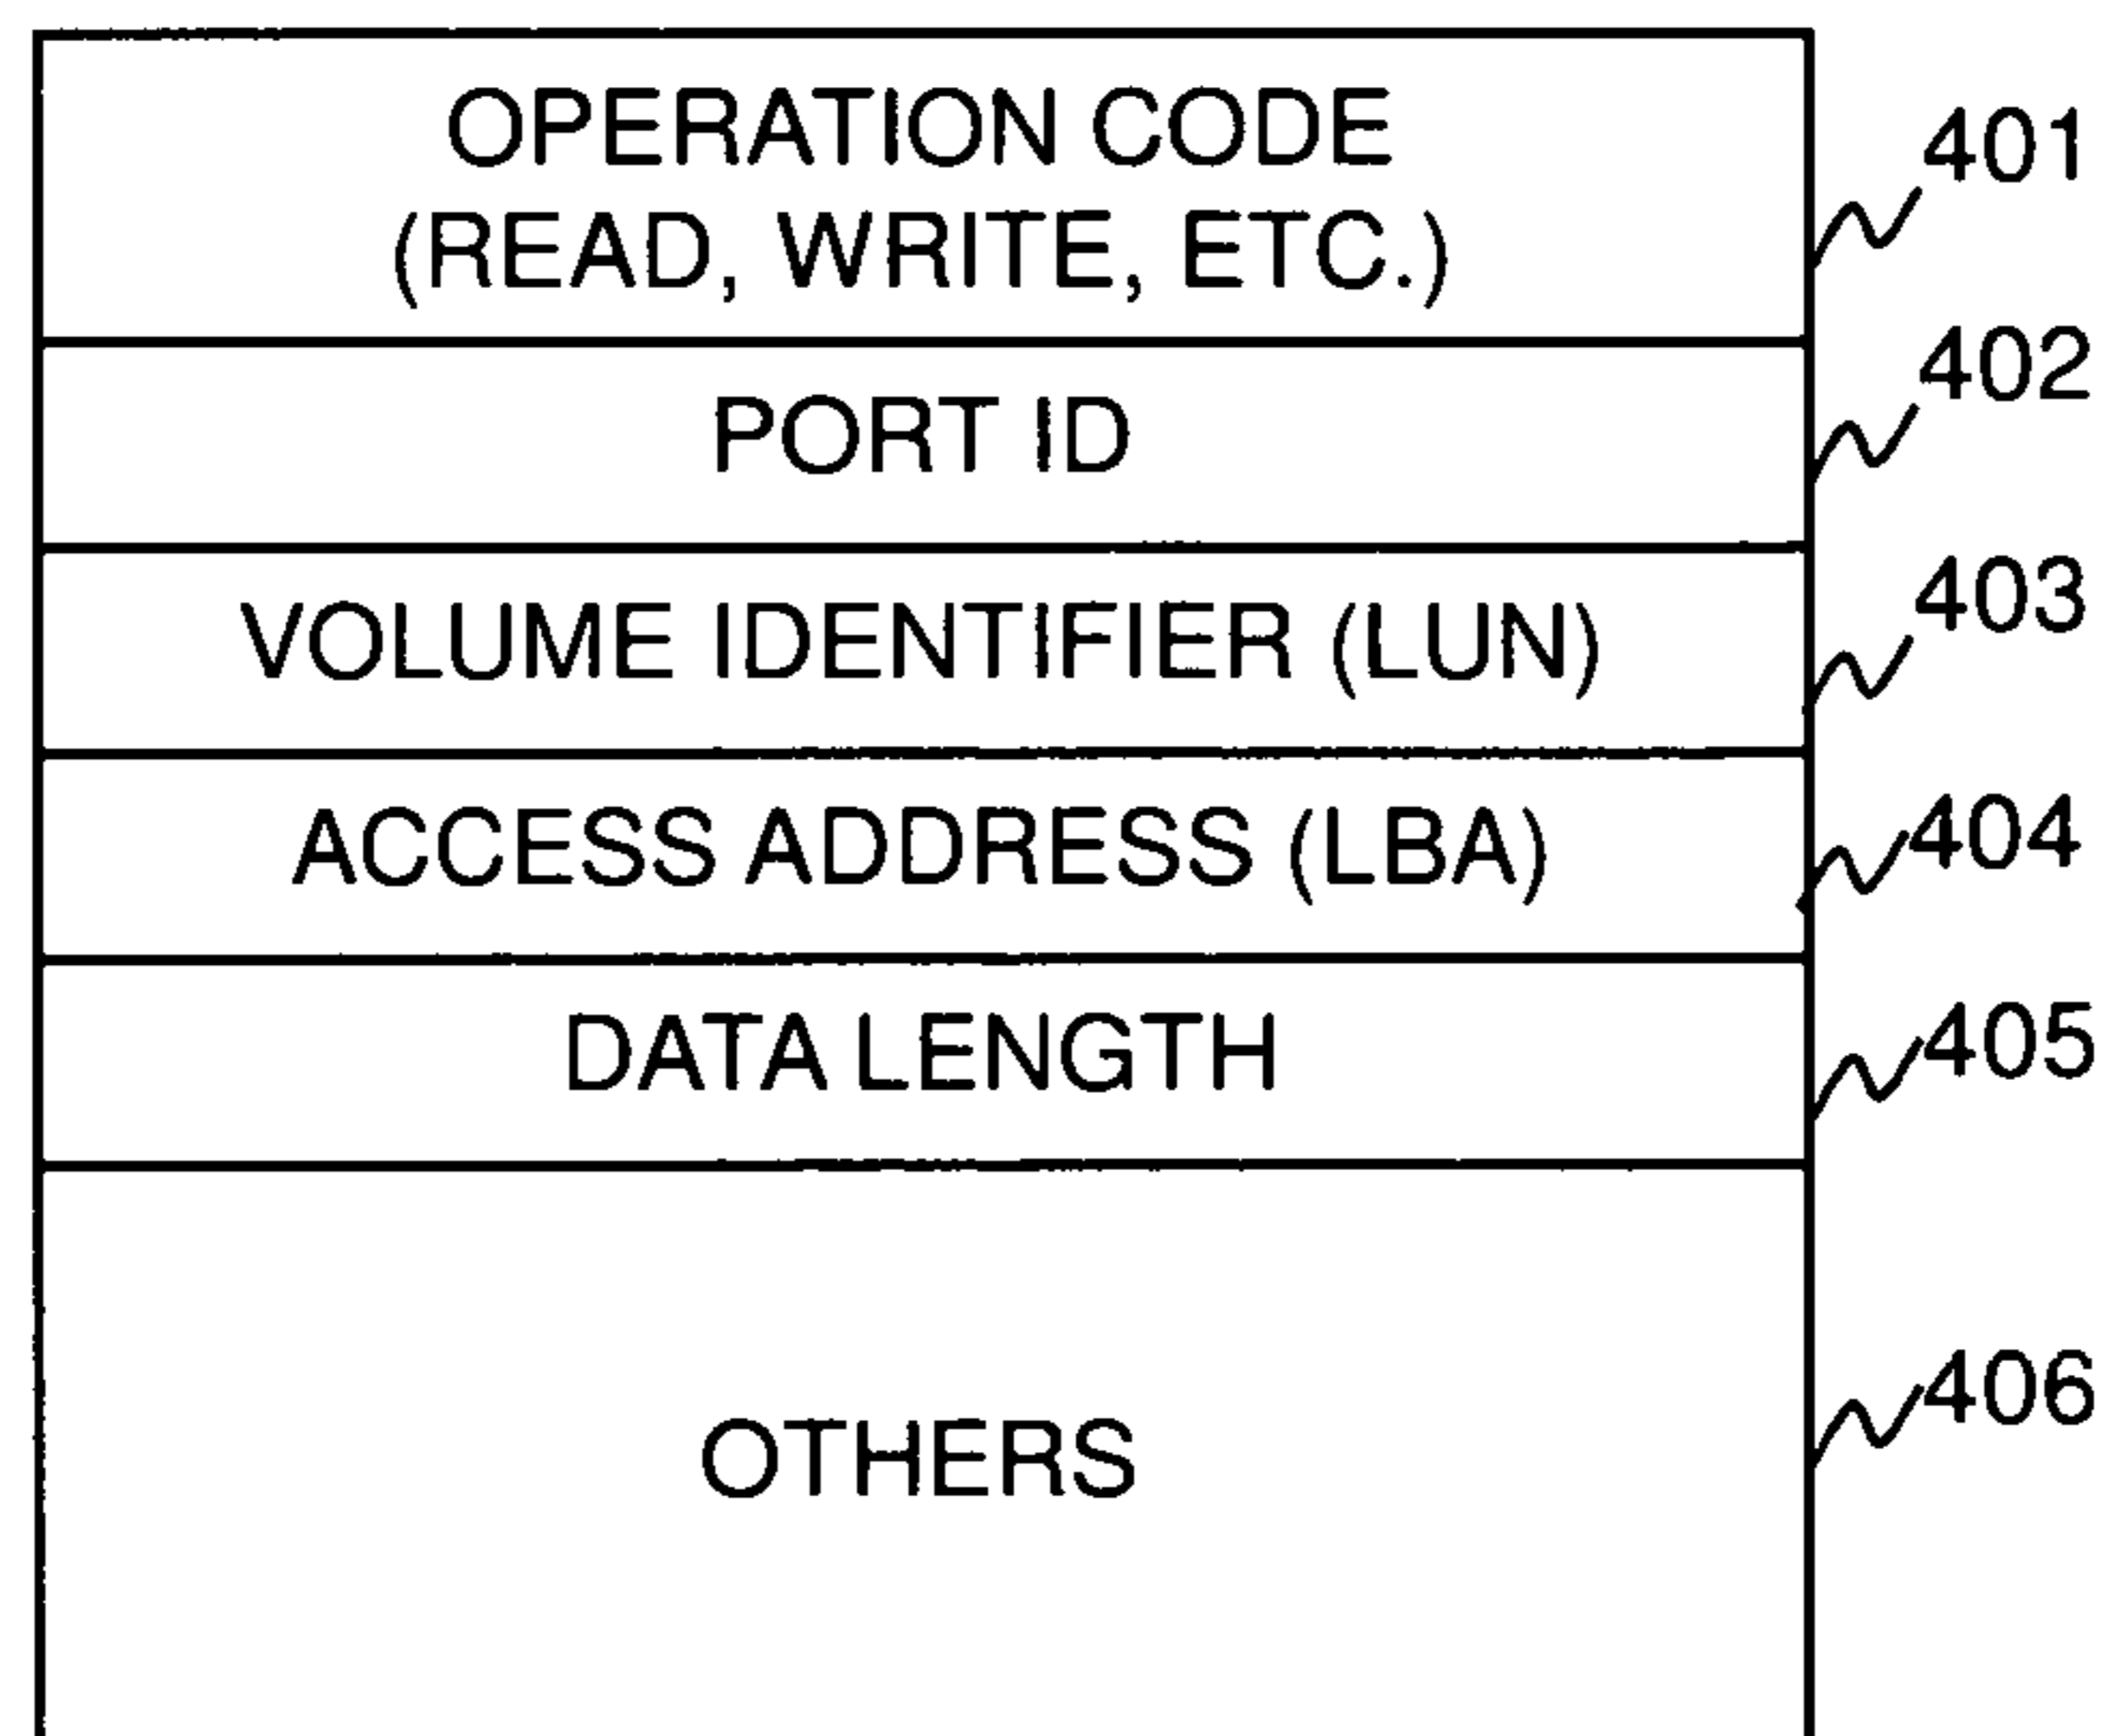 OPERATION CODE
(READ, WRITE, ETC.)
401
PORT ID
402
VOLUME IDENTIFIER (LUN)
403
ACCESS ADDRESS (LBA)
404
DATA LENGTH
405
OTHERS
406